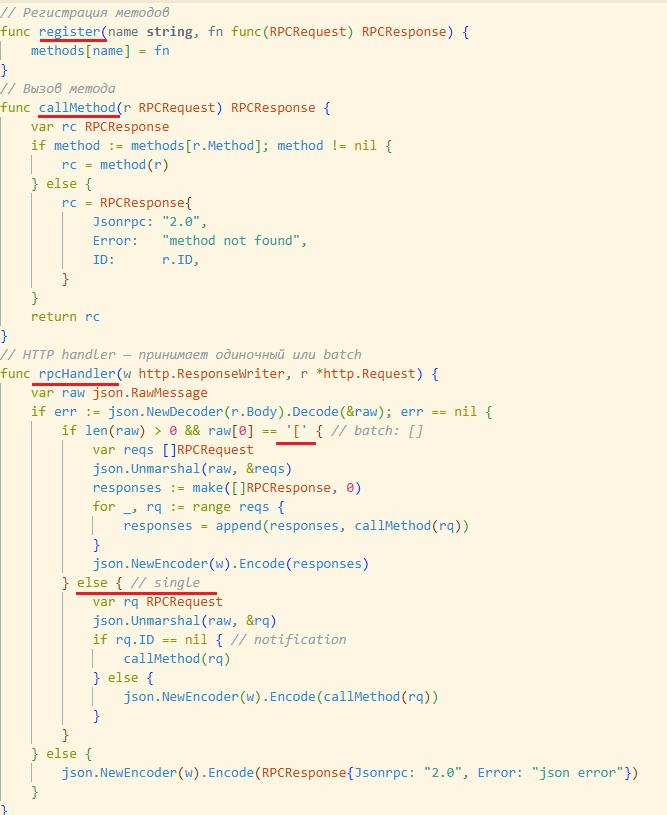 // Регистрация методов
func register(name string, fn func(RPCRequest) RPCResponse) {
    methods[name] = fn
}
// Вызов метода
func callMethod(r RPCRequest) RPCResponse {
    var rc RPCResponse
    if method := methods[r.Method]; method != nil {
        rc = method(r)
    } else {
        rc = RPCResponse{
            Jsonrpc: "2.0",
            Error:   "method not found",
            ID:      r.ID,
        }
    }
    return rc
}
// HTTP handler — принимает одиночный или batch
func rpcHandler(w http.ResponseWriter, r *http.Request) {
    var raw json.RawMessage
    if err := json.NewDecoder(r.Body).Decode(&raw); err == nil {
        if len(raw) > 0 && raw[0] == '[' { // batch: []
            var reqs []RPCRequest
            json.Unmarshal(raw, &reqs)
            responses := make([]RPCResponse, 0)
            for _, rq := range reqs {
                responses = append(responses, callMethod(rq))
            }
            json.NewEncoder(w).Encode(responses)
        } else { // single
            var rq RPCRequest
            json.Unmarshal(raw, &rq)
            if rq.ID == nil { // notification
                callMethod(rq)
            } else {
                json.NewEncoder(w).Encode(callMethod(rq))
            }
        }
    } else {
        json.NewEncoder(w).Encode(RPCResponse{Jsonrpc: "2.0", Error: "json error"})
    }
}